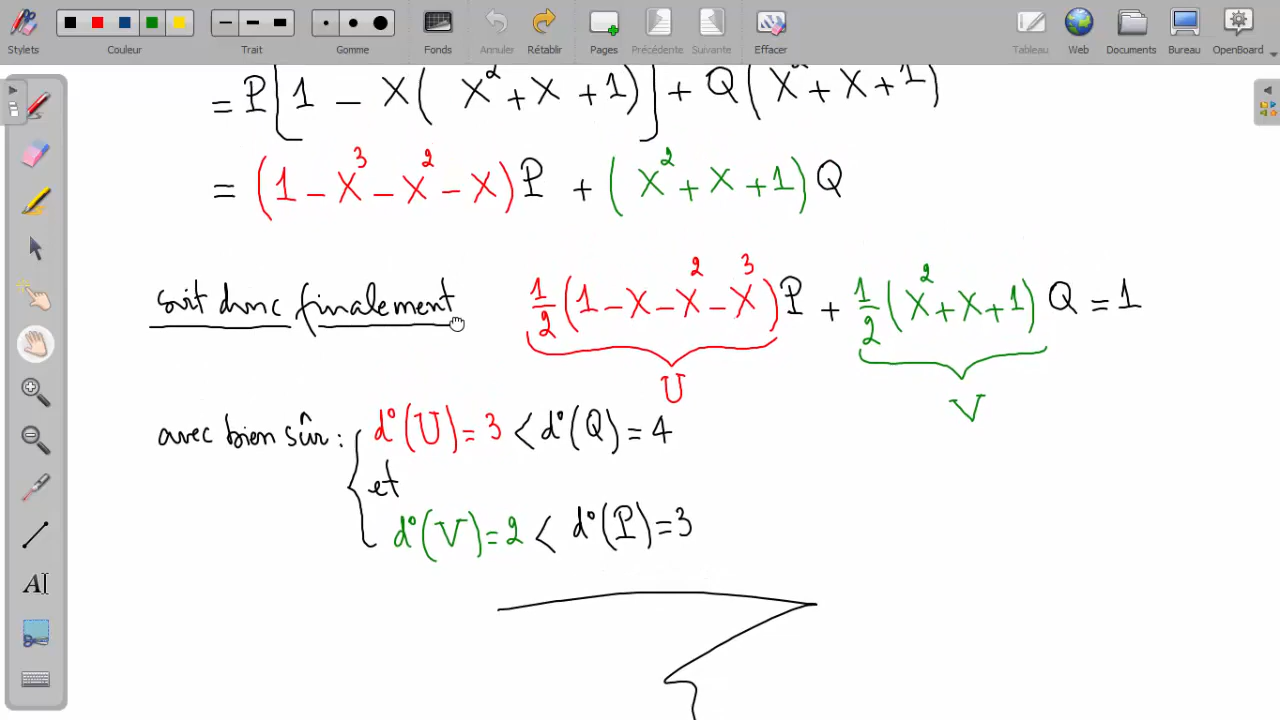 Stylets Couleur Trait Gomme Fonds Annuler Rétablir Pages Précédente Suivante Effacer Tableau Web Documents Bureau OpenBoard
= P[1 - X(X² + X + 1)] + Q(X² + X + 1)
= (1 - X³ - X² - X)P + (X² + X + 1)Q
soit donc finalement 1/2(1 - X - X² - X³)P + 1/2(X² + X + 1)Q = 1
U V
avec bien sûr : { d°(U) = 3 < d°(Q) = 4
et
d°(V) = 2 < d°(P) = 3
AI